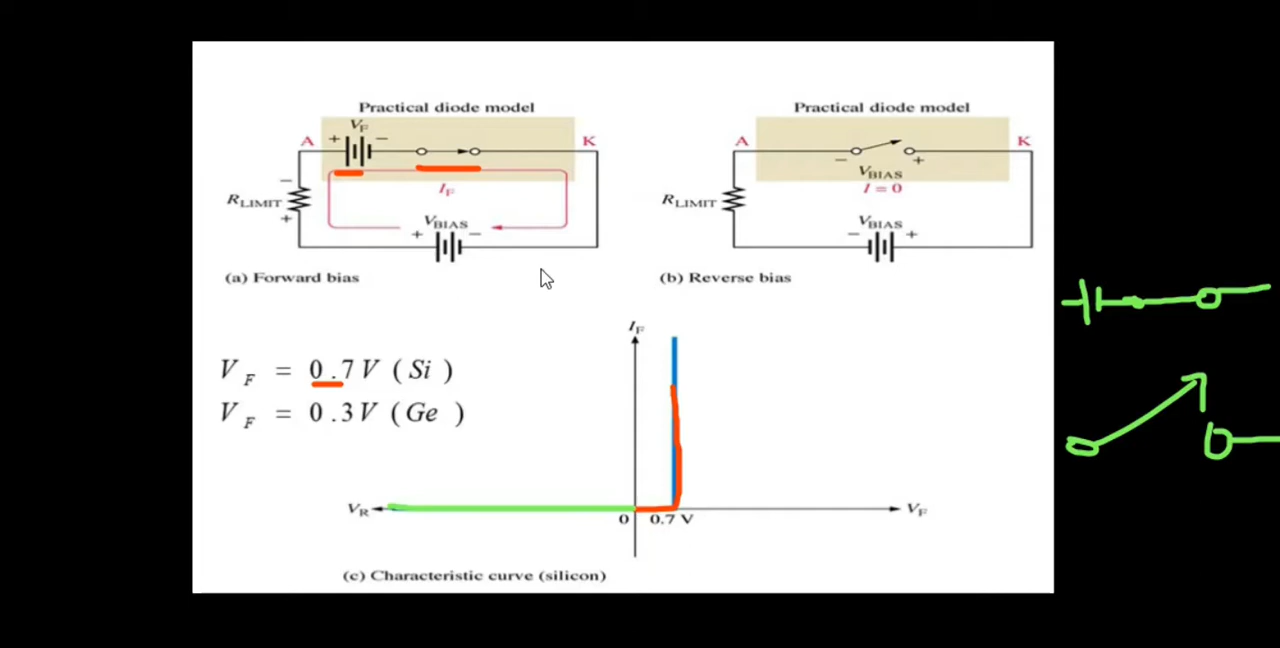 Practical diode model
A + V_F − K
R_LIMIT − +
I_F
V_BIAS
+ −
(a) Forward bias
Practical diode model
A K
− +
V_BIAS
I = 0
R_LIMIT
V_BIAS
− +
(b) Reverse bias
V_F = 0.7 V (Si)
V_F = 0.3 V (Ge)
I_F
V_R V_F
0 0.7 V
(c) Characteristic curve (silicon)